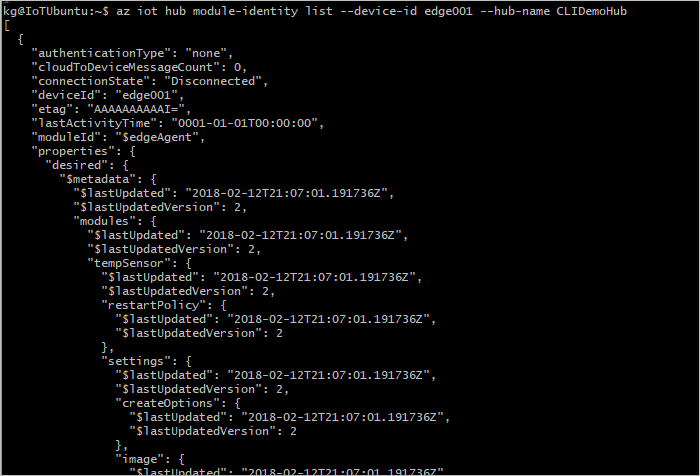 kg@IoTUbuntu:~$ az iot hub module-identity list --device-id edge001 --hub-name CLIDemoHub
[
  {
    "authenticationType": "none",
    "cloudToDeviceMessageCount": 0,
    "connectionState": "Disconnected",
    "deviceId": "edge001",
    "etag": "AAAAAAAAAAI=",
    "lastActivityTime": "0001-01-01T00:00:00",
    "moduleId": "$edgeAgent",
    "properties": {
      "desired": {
        "$metadata": {
          "$lastUpdated": "2018-02-12T21:07:01.191736Z",
          "$lastUpdatedVersion": 2,
          "modules": {
            "$lastUpdated": "2018-02-12T21:07:01.191736Z",
            "$lastUpdatedVersion": 2,
            "tempSensor": {
              "$lastUpdated": "2018-02-12T21:07:01.191736Z",
              "$lastUpdatedVersion": 2,
              "restartPolicy": {
                "$lastUpdated": "2018-02-12T21:07:01.191736Z",
                "$lastUpdatedVersion": 2
              },
              "settings": {
                "$lastUpdated": "2018-02-12T21:07:01.191736Z",
                "$lastUpdatedVersion": 2,
                "createOptions": {
                  "$lastUpdated": "2018-02-12T21:07:01.191736Z",
                  "$lastUpdatedVersion": 2
                },
                "image": {
                  "$lastUpdated": "2018-02-12T21:07:01.191736Z",